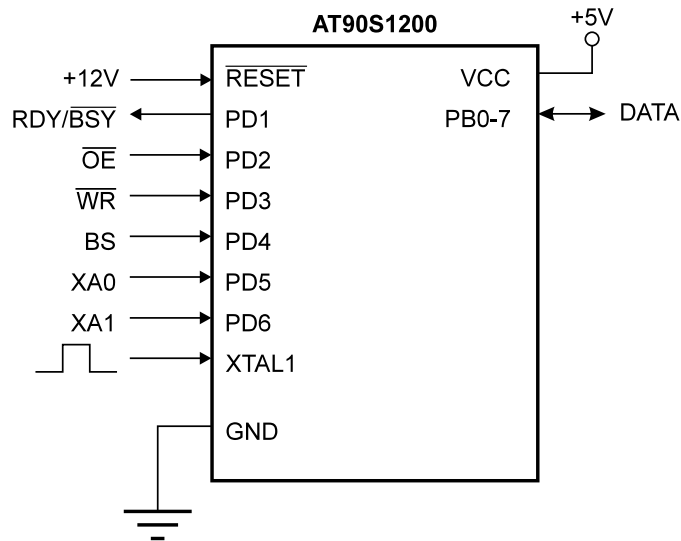 AT90S1200
+5V
+12V RESET VCC
RDY/BSY PD1 PB0-7 DATA
OE PD2
WR PD3
BS PD4
XA0 PD5
XA1 PD6
XTAL1
GND